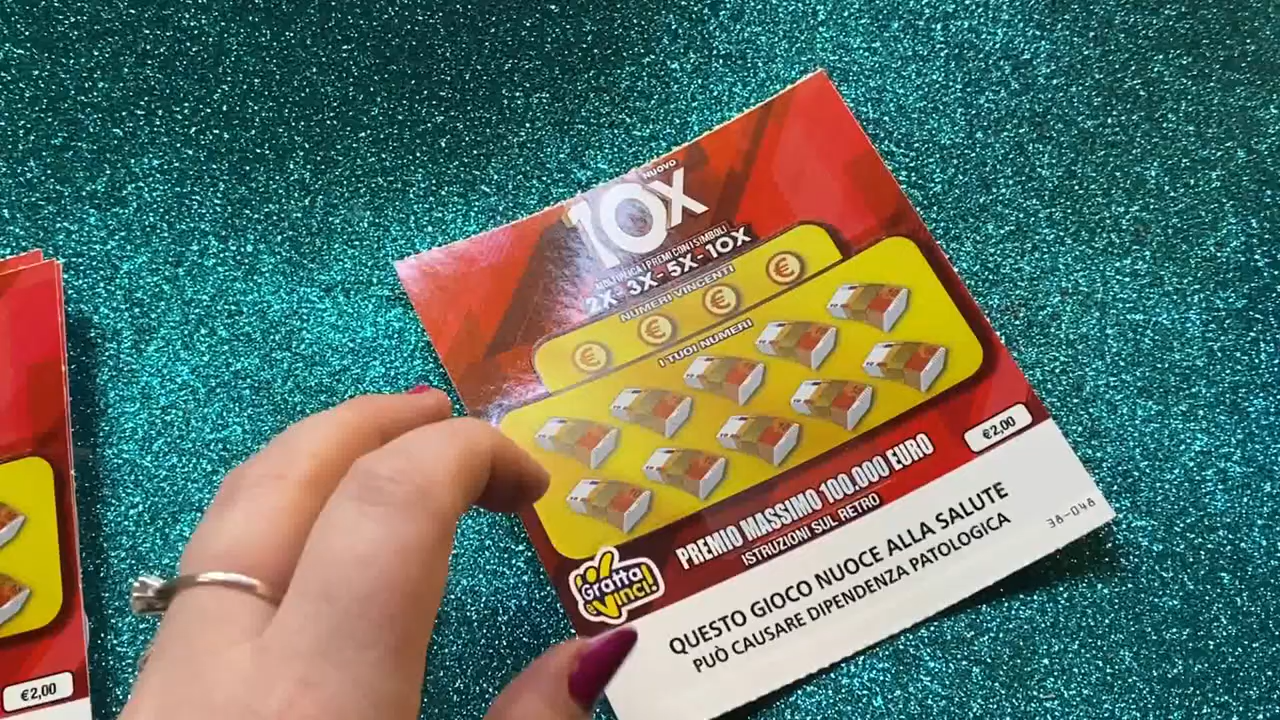 NUOVO
10X
MOLTIPLICA I PREMI CON I SIMBOLI
2X - 3X - 5X - 10X
NUMERI VINCENTI
€ € € €
I TUOI NUMERI
€2,00
PREMIO MASSIMO 100.000 EURO
ISTRUZIONI SUL RETRO
Gratta
e Vinci!
38-048
QUESTO GIOCO NUOCE ALLA SALUTE
PUÒ CAUSARE DIPENDENZA PATOLOGICA
€2,00